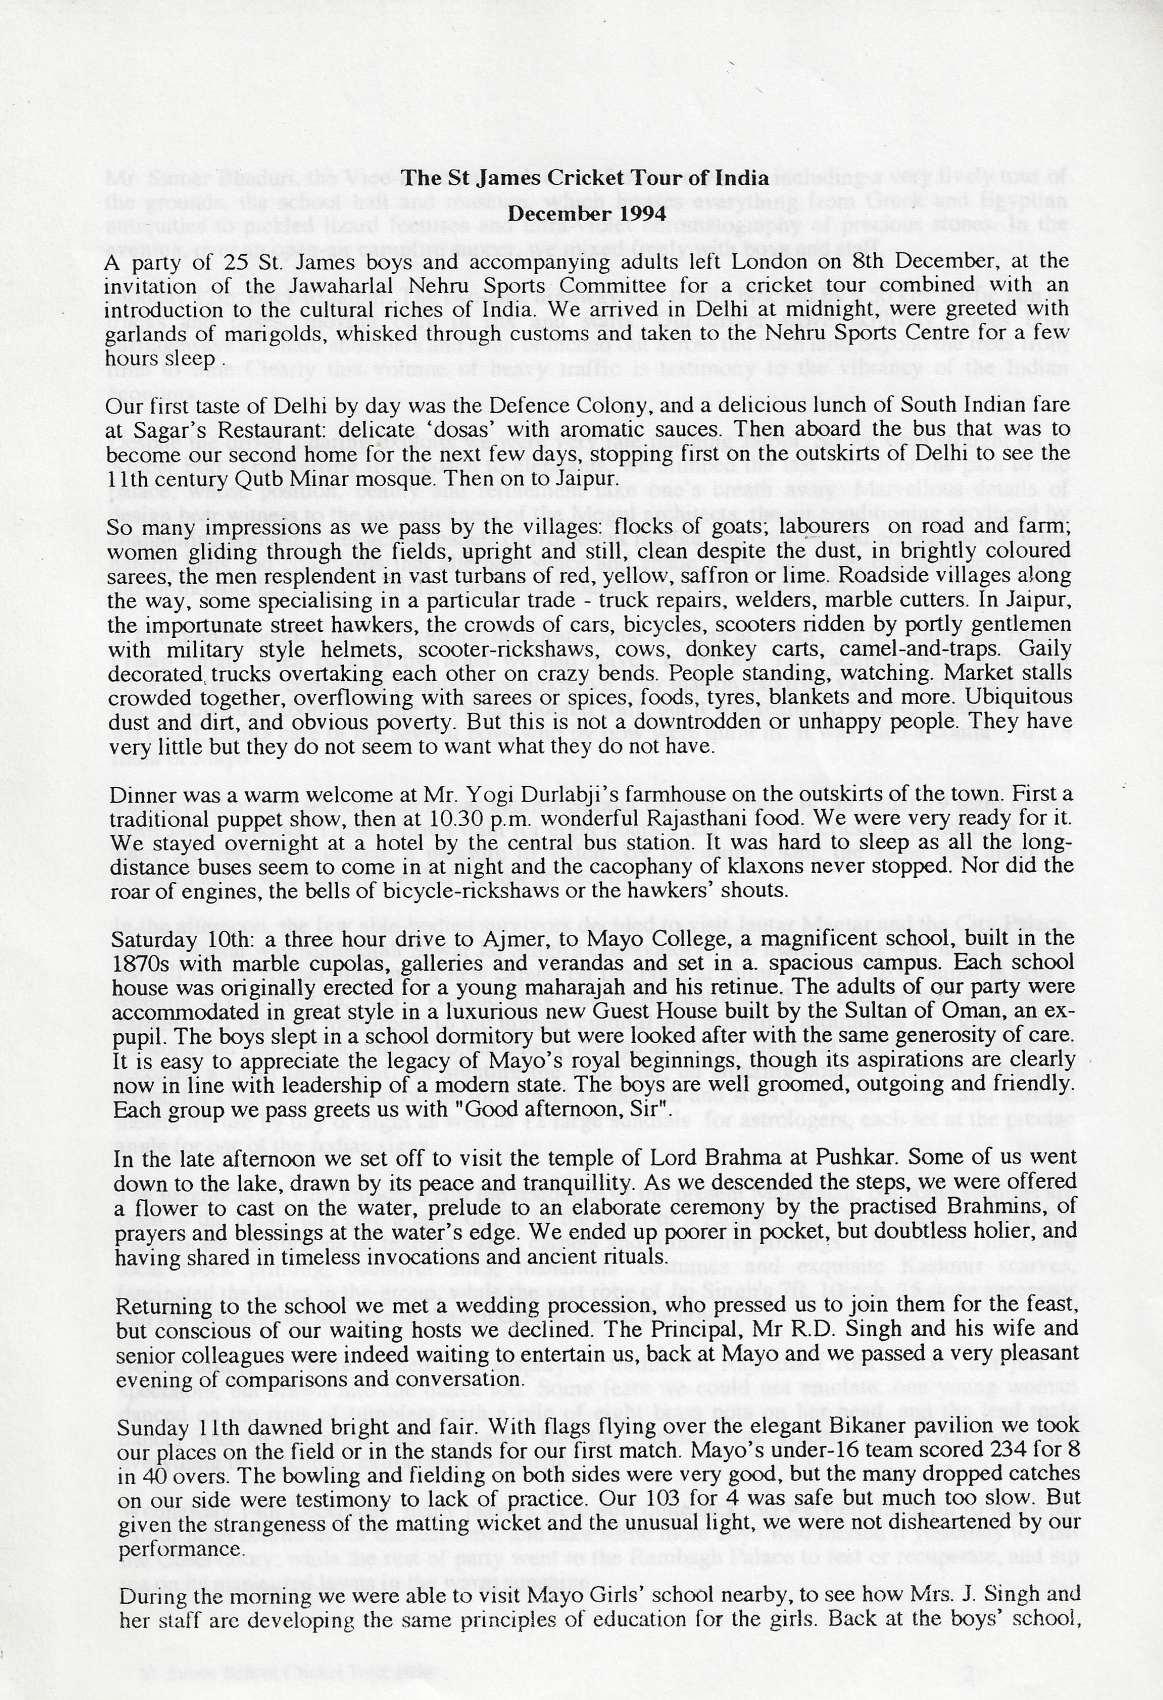 The St James Cricket Tour of India
December 1994
A party of 25 St. James boys and accompanying adults left London on 8th December, at the
invitation of the Jawaharlal Nehru Sports Committee for a cricket tour combined with an
introduction to the cultural riches of India. We arrived in Delhi at midnight, were greeted with
garlands of marigolds, whisked through customs and taken to the Nehru Sports Centre for a few
hours sleep .
Our first taste of Delhi by day was the Defence Colony, and a delicious lunch of South Indian fare
at Sagar's Restaurant: delicate 'dosas' with aromatic sauces. Then aboard the bus that was to
become our second home for the next few days, stopping first on the outskirts of Delhi to see the
11th century Qutb Minar mosque. Then on to Jaipur.
So many impressions as we pass by the villages: flocks of goats; labourers on road and farm;
women gliding through the fields, upright and still, clean despite the dust, in brightly coloured
sarees, the men resplendent in vast turbans of red, yellow, saffron or lime. Roadside villages along
the way, some specialising in a particular trade - truck repairs, welders, marble cutters. In Jaipur,
the importunate street hawkers, the crowds of cars, bicycles, scooters ridden by portly gentlemen
with military style helmets, scooter-rickshaws, cows, donkey carts, camel-and-traps. Gaily
decorated trucks overtaking each other on crazy bends. People standing, watching. Market stalls
crowded together, overflowing with sarees or spices, foods, tyres, blankets and more. Ubiquitous
dust and dirt, and obvious poverty. But this is not a downtrodden or unhappy people. They have
very little but they do not seem to want what they do not have.
Dinner was a warm welcome at Mr. Yogi Durlabji's farmhouse on the outskirts of the town. First a
traditional puppet show, then at 10.30 p.m. wonderful Rajasthani food. We were very ready for it.
We stayed overnight at a hotel by the central bus station. It was hard to sleep as all the long-
distance buses seem to come in at night and the cacophany of klaxons never stopped. Nor did the
roar of engines, the bells of bicycle-rickshaws or the hawkers' shouts.
Saturday 10th: a three hour drive to Ajmer, to Mayo College, a magnificent school, built in the
1870s with marble cupolas, galleries and verandas and set in a. spacious campus. Each school
house was originally erected for a young maharajah and his retinue. The adults of our party were
accommodated in great style in a luxurious new Guest House built by the Sultan of Oman, an ex-
pupil. The boys slept in a school dormitory but were looked after with the same generosity of care.
It is easy to appreciate the legacy of Mayo's royal beginnings, though its aspirations are clearly
now in line with leadership of a modern state. The boys are well groomed, outgoing and friendly.
Each group we pass greets us with "Good afternoon, Sir".
In the late afternoon we set off to visit the temple of Lord Brahma at Pushkar. Some of us went
down to the lake, drawn by its peace and tranquillity. As we descended the steps, we were offered
a flower to cast on the water, prelude to an elaborate ceremony by the practised Brahmins, of
prayers and blessings at the water's edge. We ended up poorer in pocket, but doubtless holier, and
having shared in timeless invocations and ancient rituals.
Returning to the school we met a wedding procession, who pressed us to join them for the feast,
but conscious of our waiting hosts we declined. The Principal, Mr R.D. Singh and his wife and
senior colleagues were indeed waiting to entertain us, back at Mayo and we passed a very pleasant
evening of comparisons and conversation.
Sunday 11th dawned bright and fair. With flags flying over the elegant Bikaner pavilion we took
our places on the field or in the stands for our first match. Mayo's under-16 team scored 234 for 8
in 40 overs. The bowling and fielding on both sides were very good, but the many dropped catches
on our side were testimony to lack of practice. Our 103 for 4 was safe but much too slow. But
given the strangeness of the matting wicket and the unusual light, we were not disheartened by our
performance.
During the morning we were able to visit Mayo Girls' school nearby, to see how Mrs. J. Singh and
her staff are developing the same principles of education for the girls. Back at the boys' school,